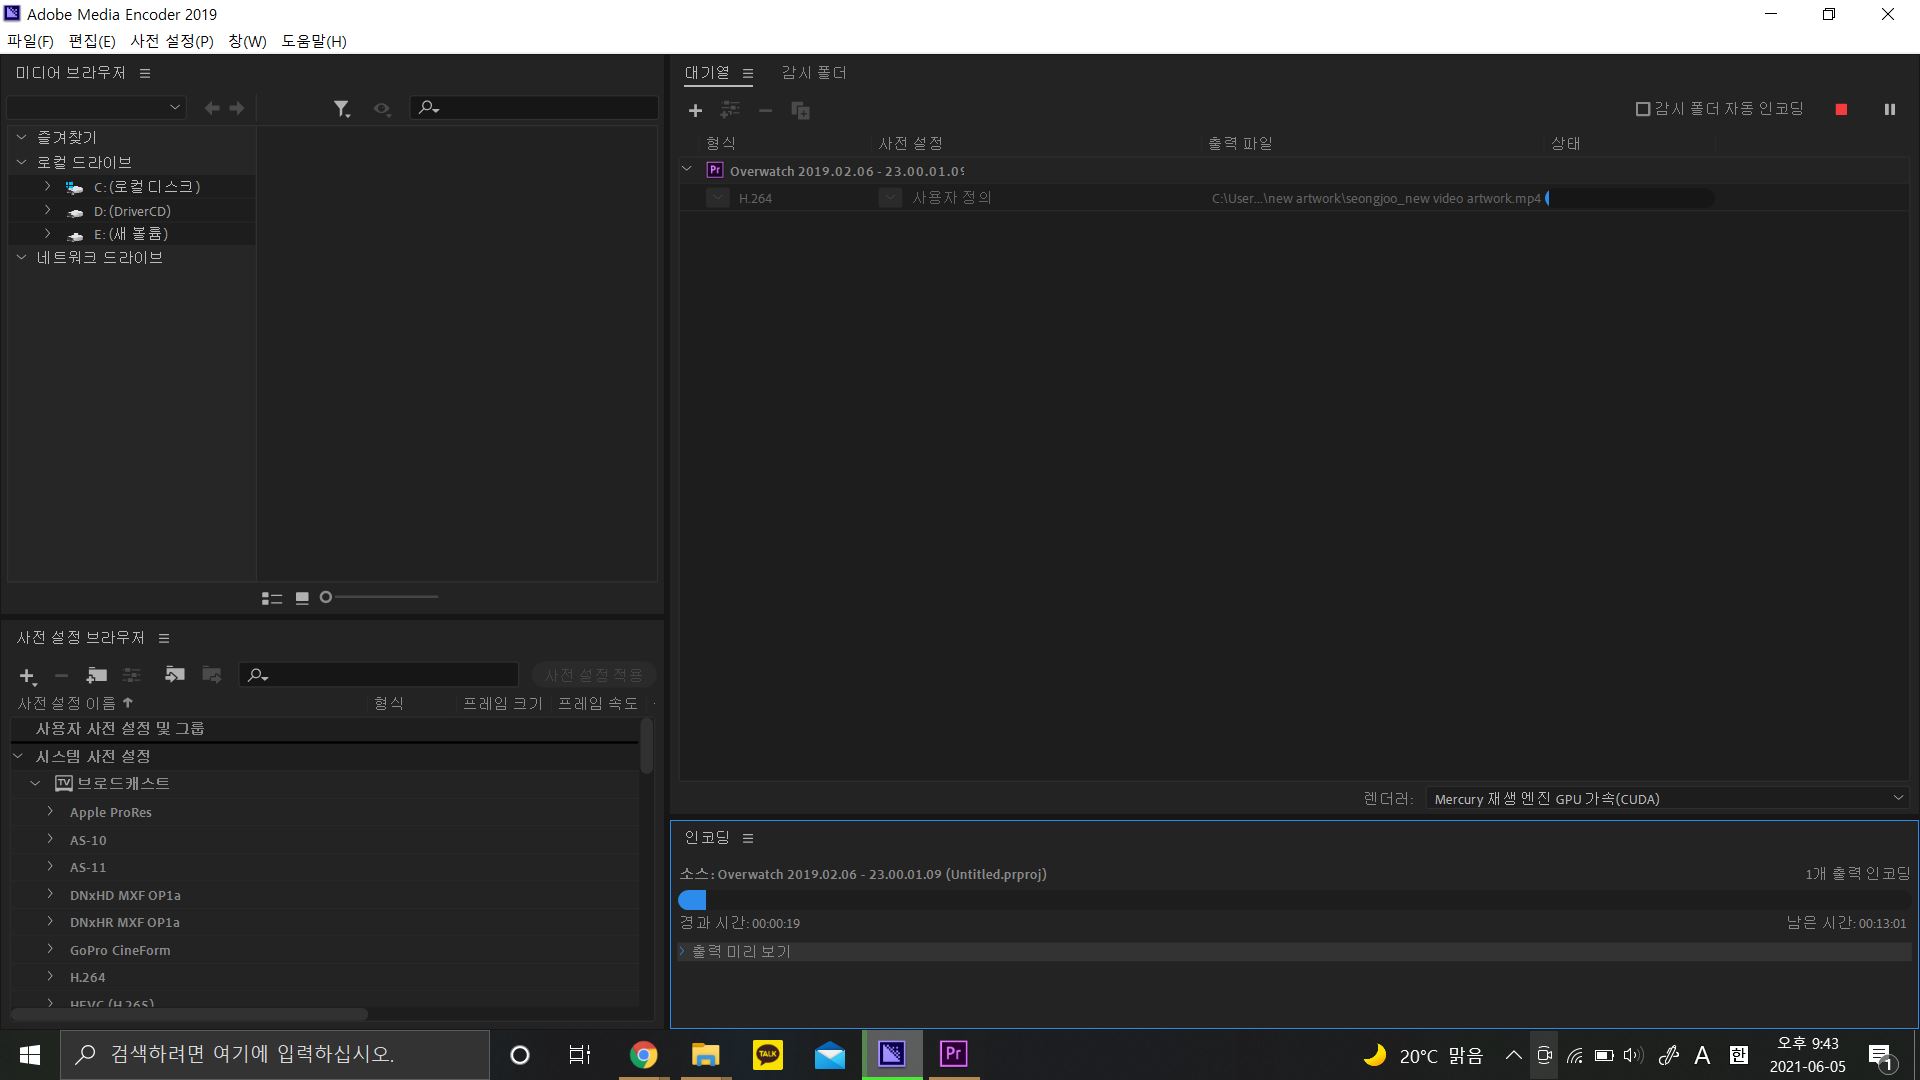 Adobe Media Encoder 2019
파일(F) 편집(E) 사전 설정(P) 창(W) 도움말(H)
미디어 브라우저
즐겨찾기
로컬 드라이브
C: (로컬 디스크)
D: (DriverCD)
E: (새 볼륨)
네트워크 드라이브
사전 설정 브라우저
사전 설정 적용
사전 설정 이름 형식 프레임 크기 프레임 속도
사용자 사전 설정 및 그룹
시스템 사전 설정
TV 브로드캐스트
Apple ProRes
AS-10
AS-11
DNxHD MXF OP1a
DNxHR MXF OP1a
GoPro CineForm
H.264
HEVC (H.265)
대기열 감시 폴더
감시 폴더 자동 인코딩
형식 사전 설정 출력 파일 상태
Pr Overwatch 2019.02.06 - 23.00.01.09
H.264 사용자 정의 C:\User...\new artwork\seongjoo_new video artwork.mp4
렌더러: Mercury 재생 엔진 GPU 가속(CUDA)
인코딩
소스: Overwatch 2019.02.06 - 23.00.01.09 (Untitled.prproj) 1개 출력 인코딩
경과 시간: 00:00:19 남은 시간: 00:13:01
출력 미리 보기
검색하려면 여기에 입력하십시오.
TALK
Pr
20°C 맑음
A 한
오후 9:43
2021-06-05
1